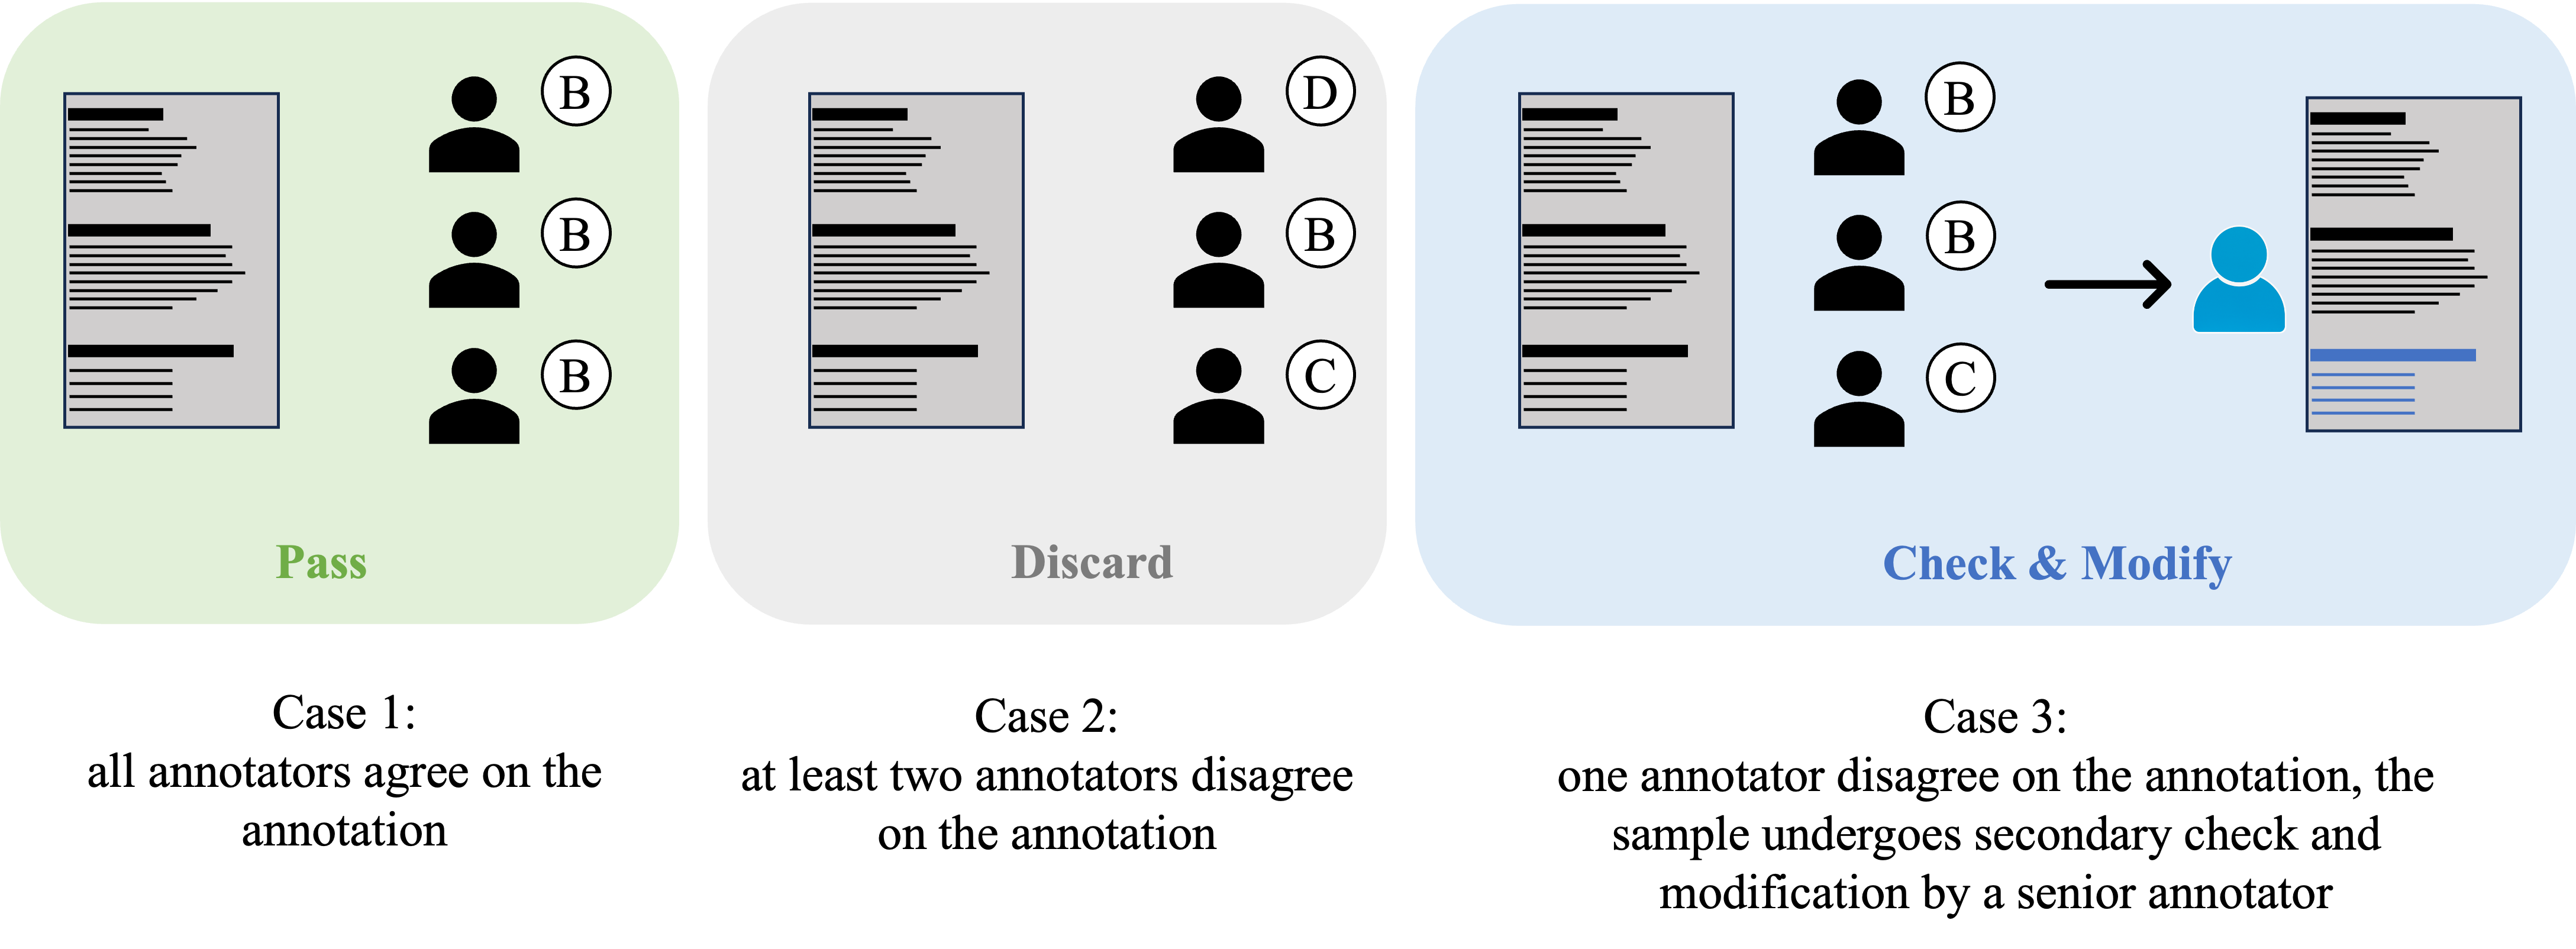 B
B
B
Pass
D
B
C
Discard
B
B
C
Check & Modify
Case 1:
all annotators agree on the
annotation
Case 2:
at least two annotators disagree
on the annotation
Case 3:
one annotator disagree on the annotation, the
sample undergoes secondary check and
modification by a senior annotator